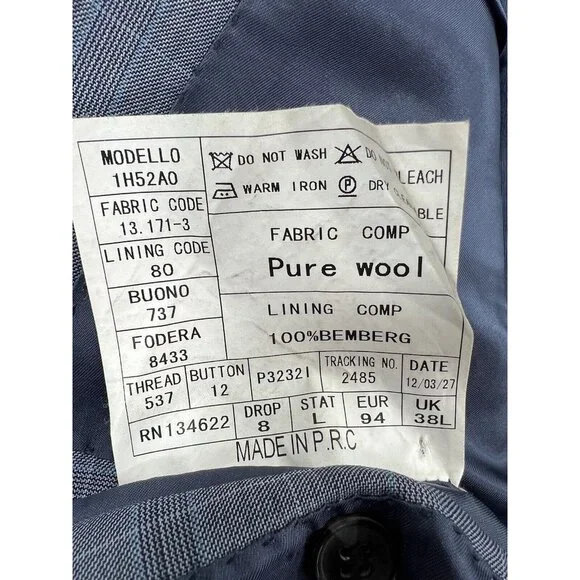 MODELLO
1H52A0
FABRIC CODE
13.171-3
LINING CODE
80
BUONO
737
FODERA
8433
DO NOT WASH
WARM IRON
LEACH
DRY
BLE
FABRIC COMP
Pure wool
LINING COMP
100%BEMBERG
THREAD
537
BUTTON
12
P32321
TRACKING NO.
2485
DATE
12/03/27
RN134622
DROP
8
STAT
L
EUR
94
UK
38L
MADE IN P.R.C